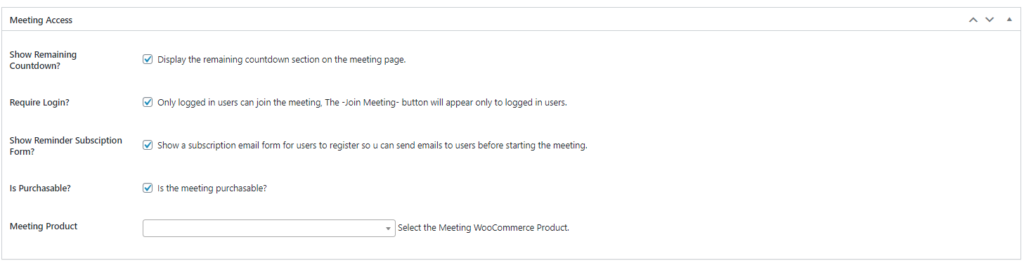 Meeting Access
Show Remaining
Countdown?
Display the remaining countdown section on the meeting page.
Require Login?
Only logged in users can join the meeting, The -Join Meeting- button will appear only to logged in users.
Show Reminder Subsciption
Form?
Show a subscription email form for users to register so u can send emails to users before starting the meeting.
Is Purchasable?
Is the meeting purchasable?
Meeting Product
Select the Meeting WooCommerce Product.